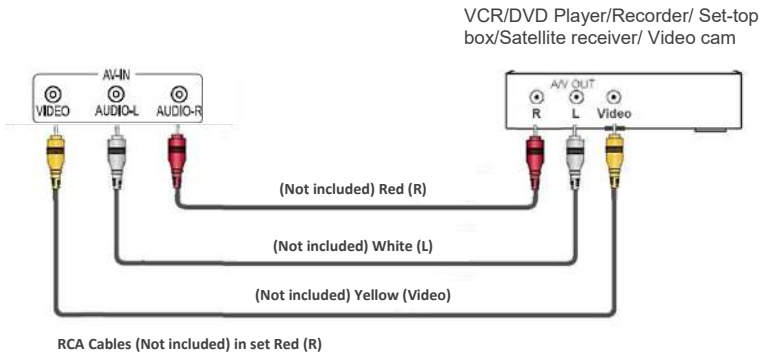 VCR/DVD Player/Recorder/ Set-top
box/Satellite receiver/ Video cam
AV-IN
VIDEO AUDIO-L AUDIO-R
A/V OUT
R L Video
(Not included) Red (R)
(Not included) White (L)
(Not included) Yellow (Video)
RCA Cables (Not included) in set Red (R)